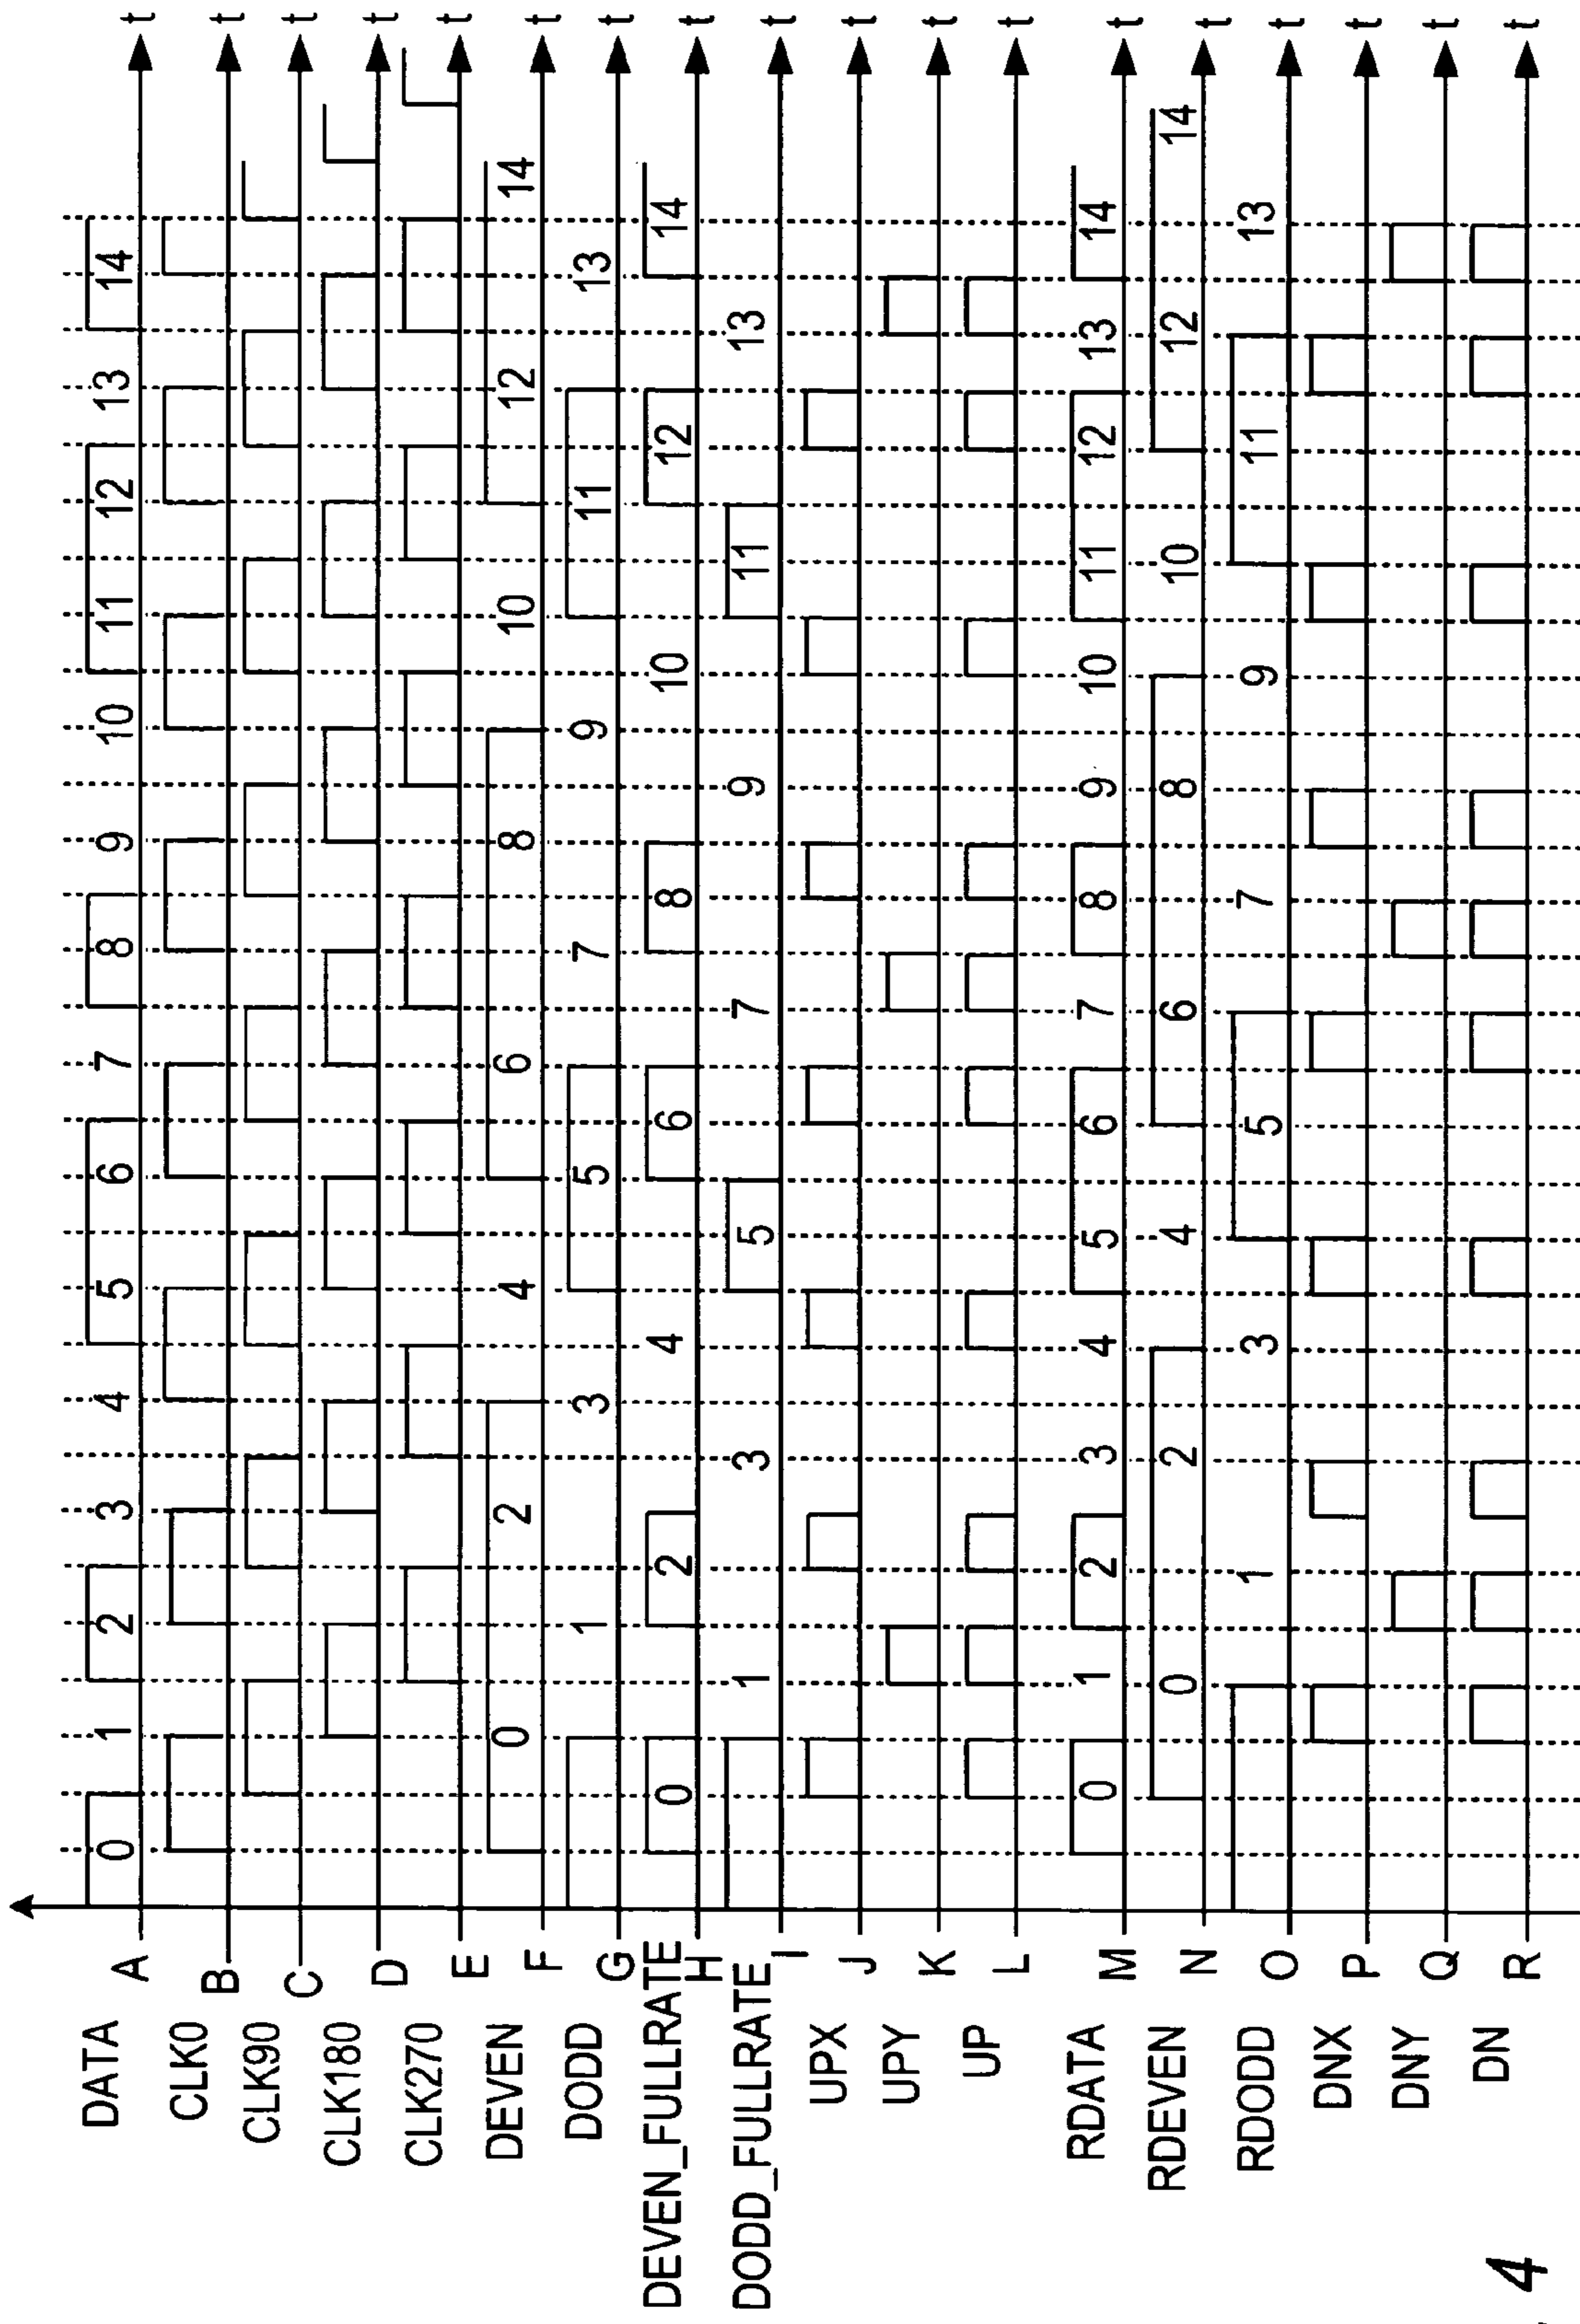 DATA A 0 1 2 3 4 5 6 7 8 9 10 11 12 13 14 t
CLK0 B t
CLK90 C t
CLK180 D t
CLK270 E t
DEVEN F 0 2 4 6 8 10 12 14 t
DODD G 1 3 5 7 9 11 13 t
DEVEN_FULLRATE H 0 2 4 6 8 10 12 14 t
DODD_FULLRATE I 1 3 5 7 9 11 13 t
UPX J t
UPY K t
UP L t
RDATA M 0 1 2 3 4 5 6 7 8 9 10 11 12 13 14 t
RDEVEN N 0 2 4 6 8 10 12 14 t
RDODD O 1 3 5 7 9 11 13 t
DNX P t
DNY Q t
DN R t
4